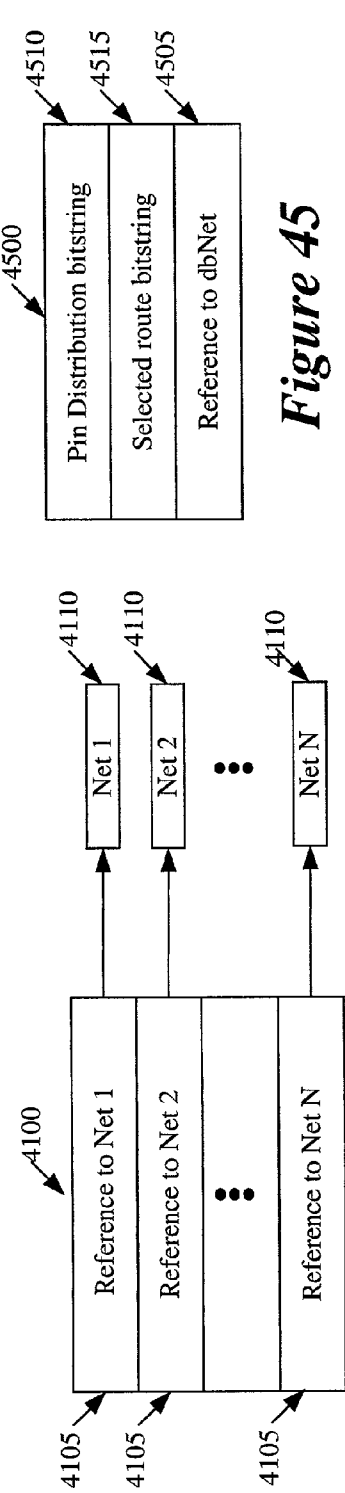 4100
4105
Reference to Net 1
Net 1
4110
4105
Reference to Net 2
Net 2
4110
4105
Reference to Net N
Net N
4110
4500
Pin Distribution bitstring
4510
Selected route bitstring
4515
Reference to dbNet
4505
Figure 45